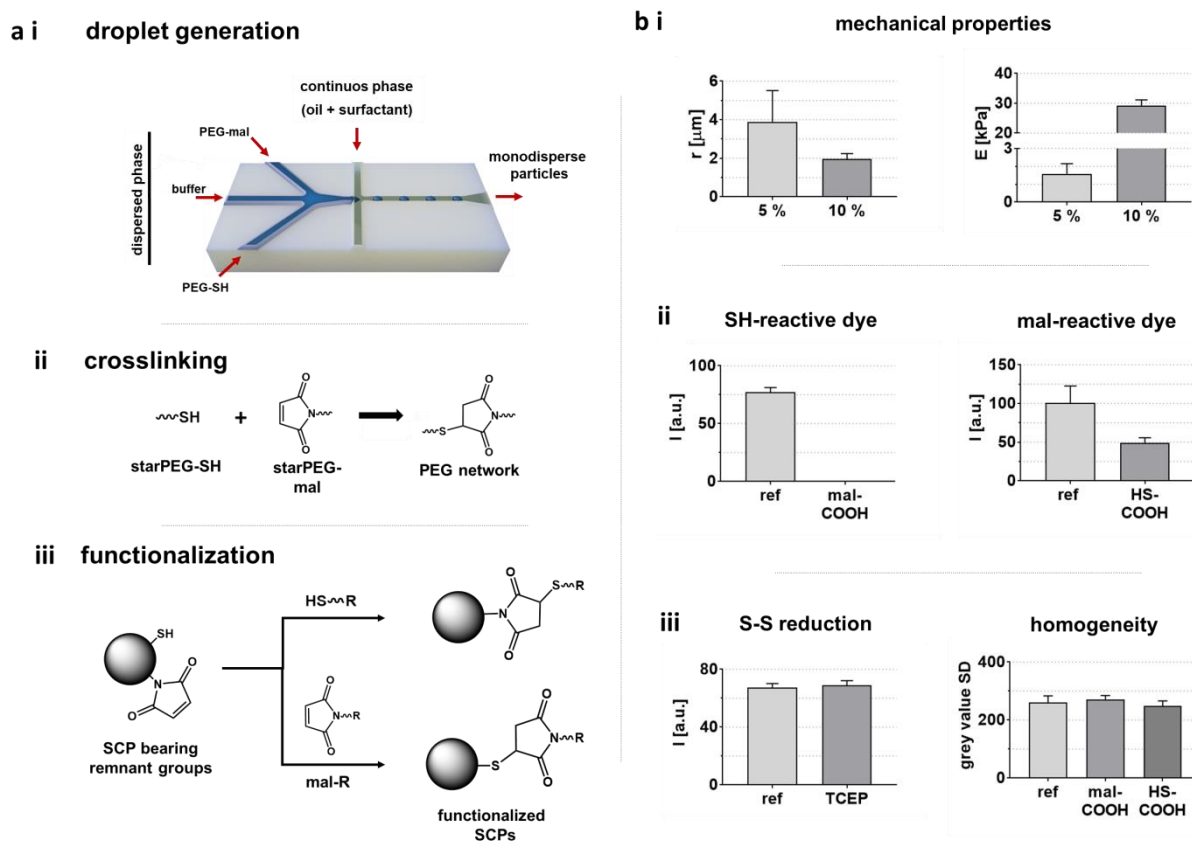 a i droplet generation
continuos phase
(oil + surfactant)
PEG-mal
dispersed phase
buffer
monodisperse
particles
PEG-SH
ii crosslinking
SH
+
O
N
O
O
S
N
O
starPEG-SH
starPEG-
mal
PEG network
iii functionalization
SH
N
O
O
SCP bearing
remnant groups
HS R
O
N R
O
mal-R
O
S R
N
O
O
N R
S
O
functionalized
SCPs
b i mechanical properties
r [µm]
6
4
2
0
5 %
10 %
E [kPa]
40
30
20
3
0
5 %
10 %
ii SH-reactive dye
I [a.u.]
100
75
50
0
ref
mal-
COOH
mal-reactive dye
I [a.u.]
150
100
50
0
ref
HS-
COOH
iii S-S reduction
I [a.u.]
80
60
40
0
ref
TCEP
homogeneity
grey value SD
400
200
0
ref
mal-
COOH
HS-
COOH